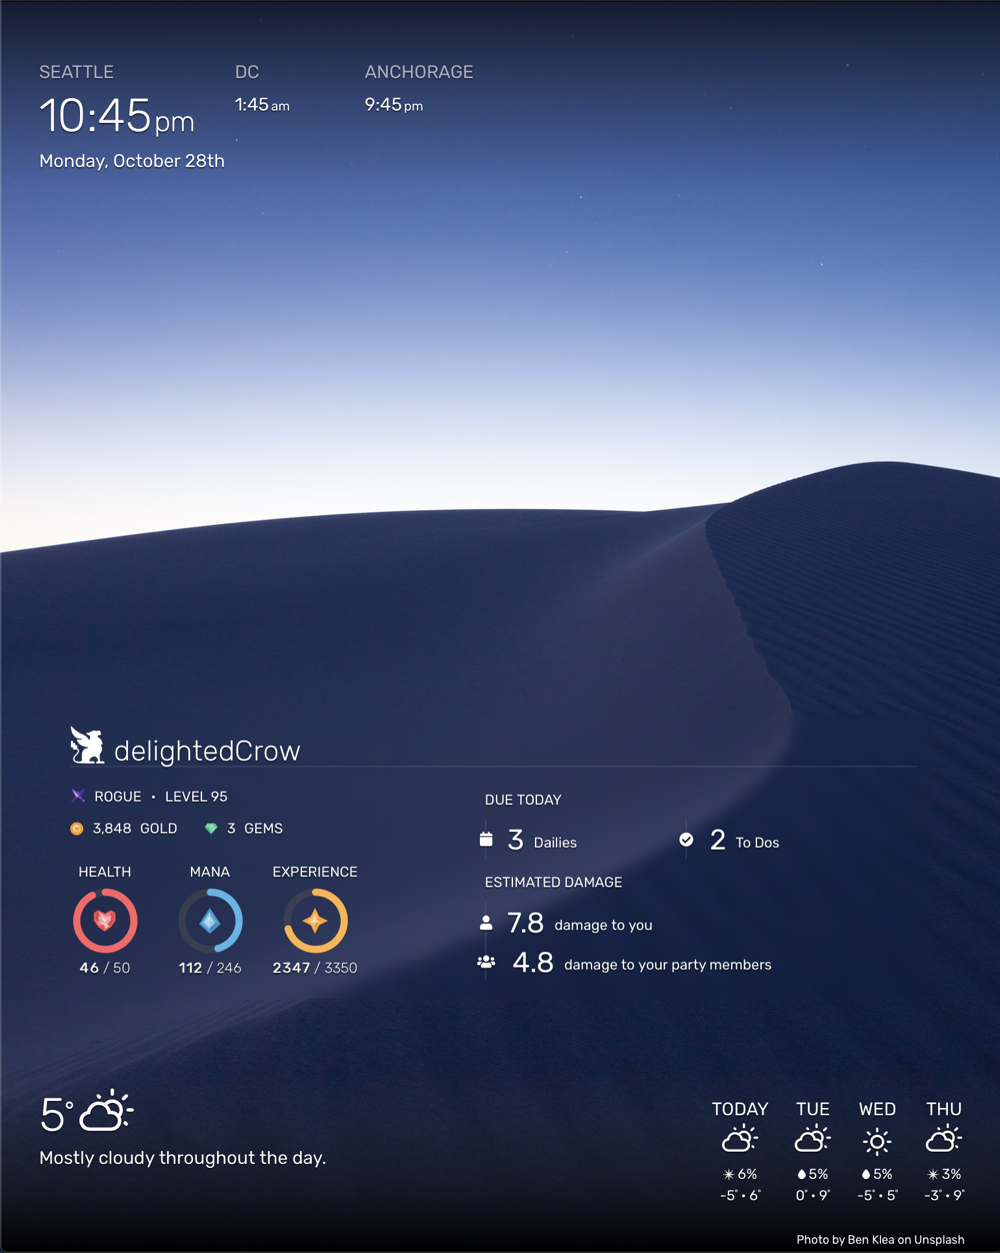 SEATTLE DC ANCHORAGE
10:45pm 1:45am 9:45pm
Monday, October 28th
delightedCrow
ROGUE • LEVEL 95
3,848 GOLD 3 GEMS
HEALTH MANA EXPERIENCE
46 / 50 112 / 246 2347 / 3350
DUE TODAY
3 Dailies 2 To Dos
ESTIMATED DAMAGE
7.8 damage to you
4.8 damage to your party members
5°
Mostly cloudy throughout the day.
TODAY TUE WED THU
6% 5% 5% 3%
-5° • 6° 0° • 9° -5° • 5° -3° • 9°
Photo by Ben Klea on Unsplash